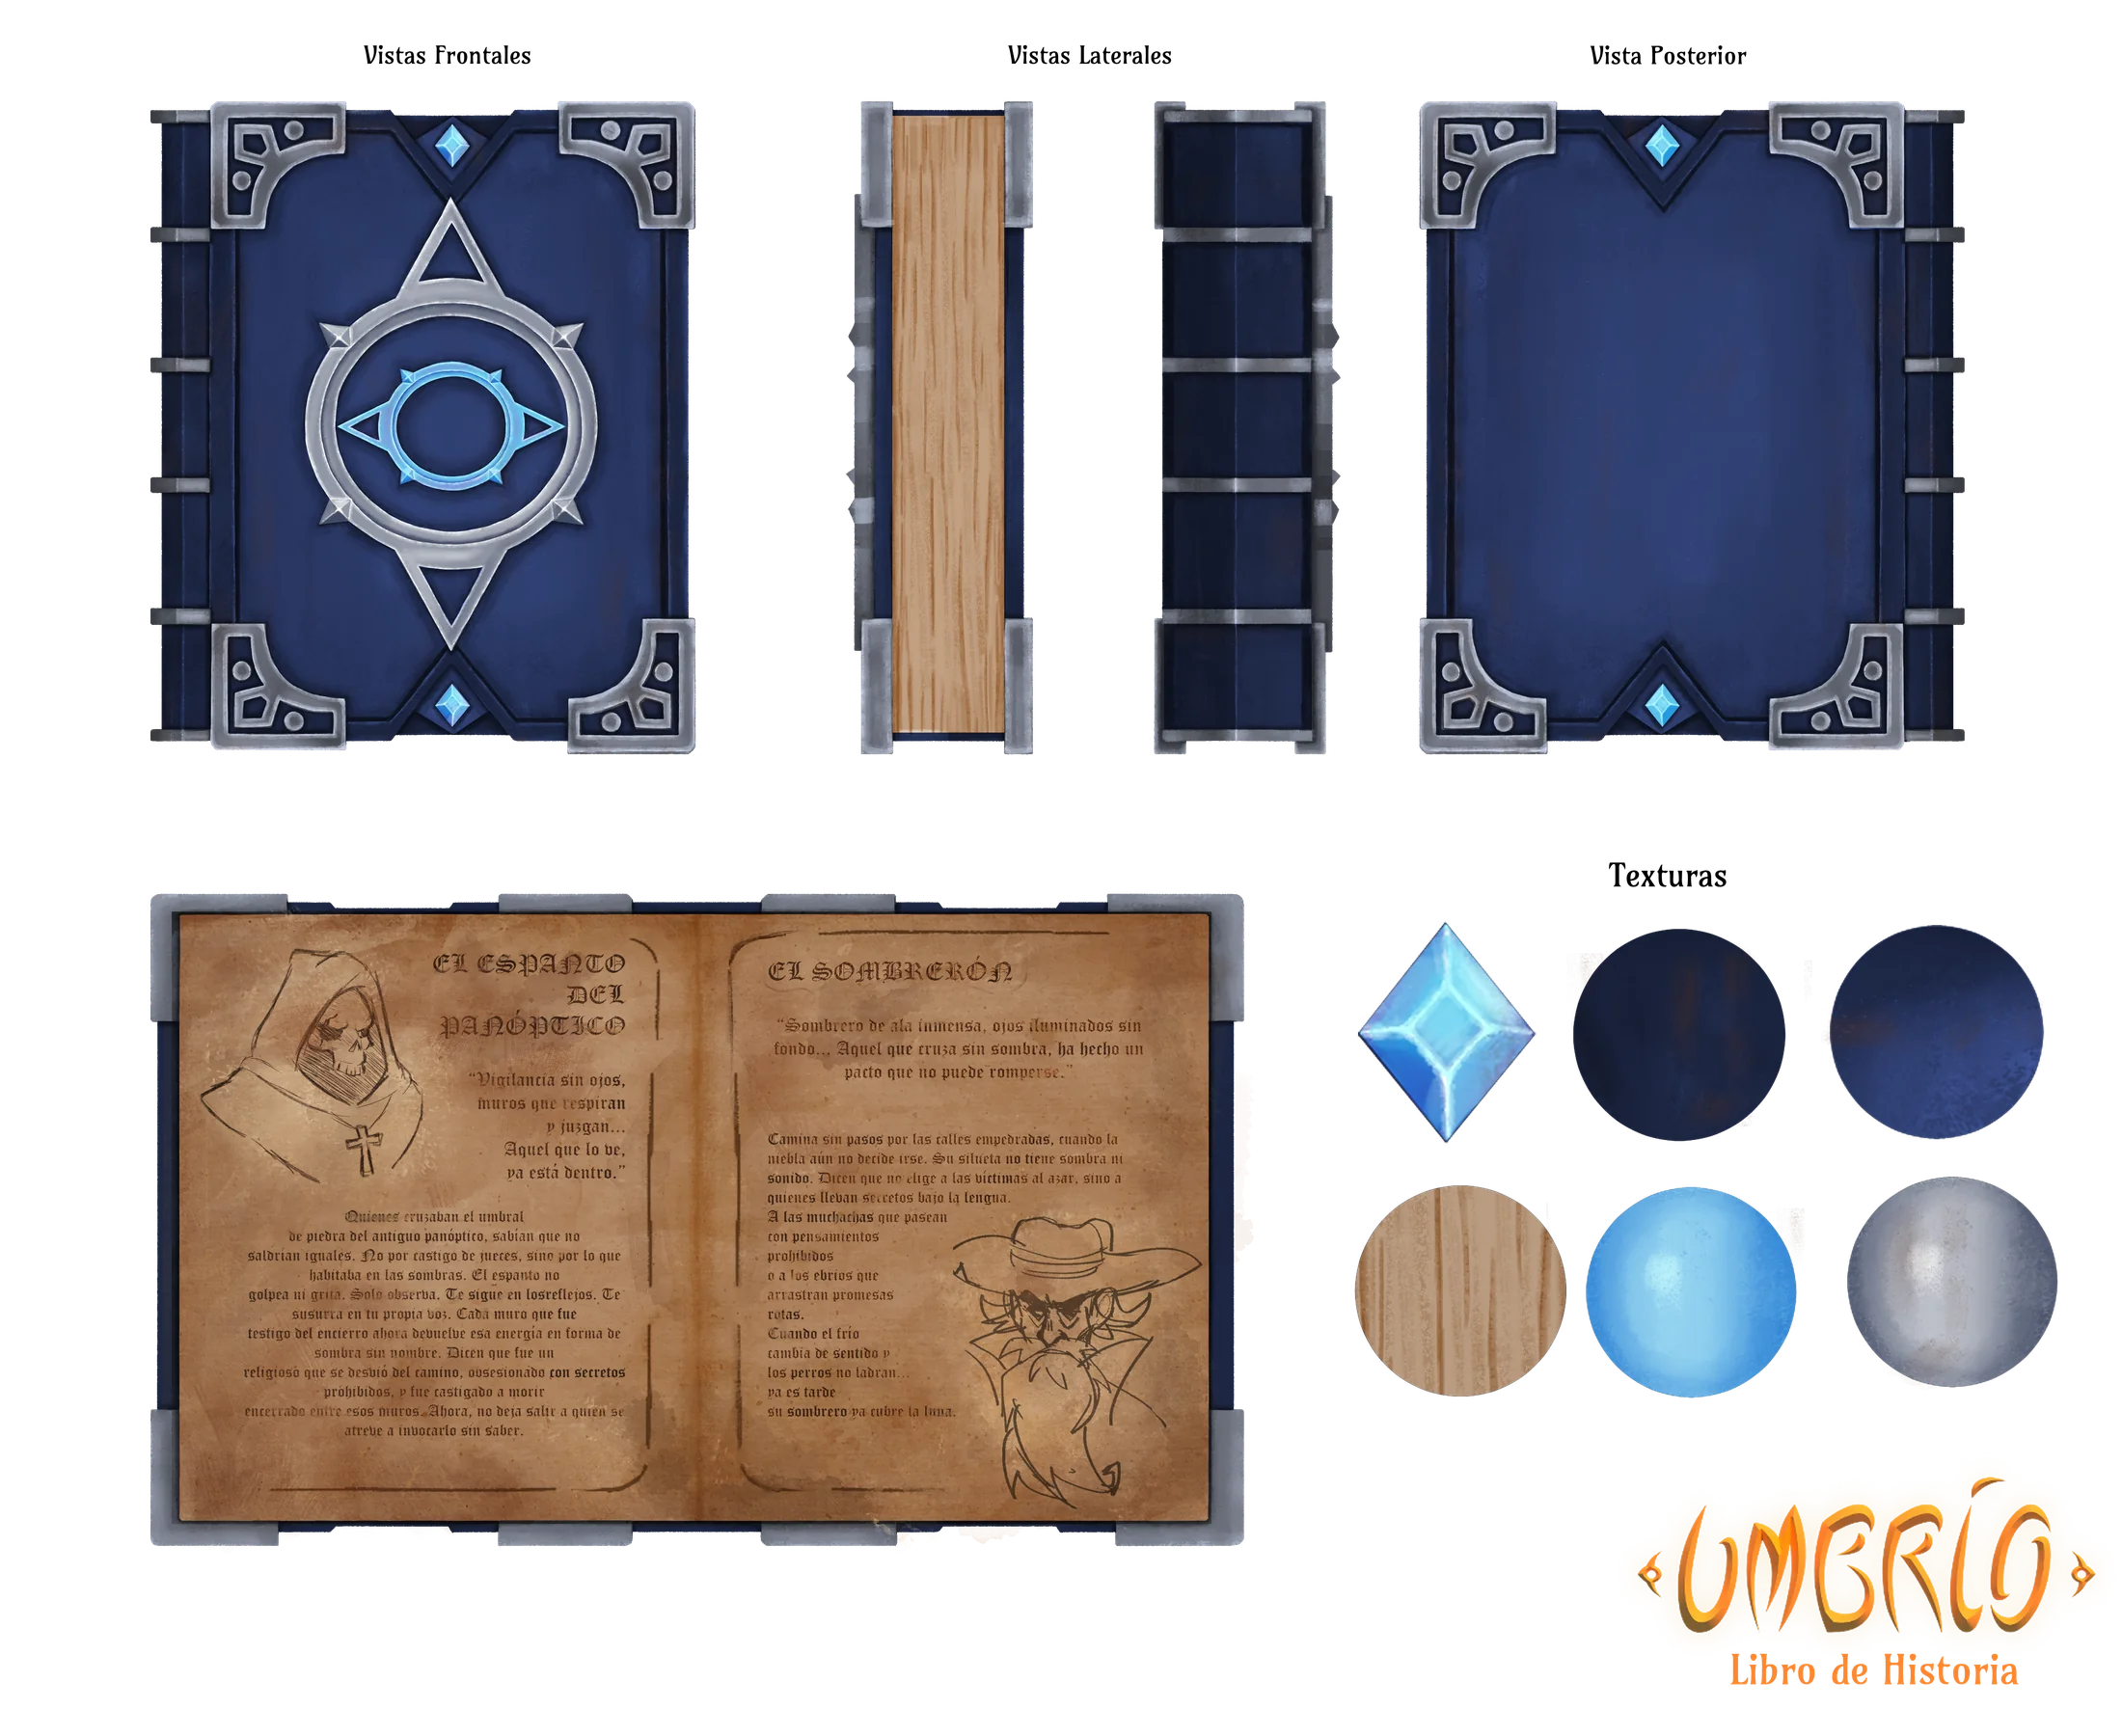 Vistas Frontales
Vistas Laterales
Vista Posterior
EL ESPANTO
DEL
PANÓPTICO
“Vigilancia sin ojos,
muros que respiran
y juzgan...
Aquel que lo ve,
ya está dentro.”
Quienes cruzaban el umbral
de piedra del antiguo panóptico, sabían que no
saldrían iguales. No por castigo de jueces, sino por lo que
habitaba en las sombras. El espanto no
golpea ni grita. Solo observa. Te sigue en losreflejos. Te
susurra en tu propia voz. Cada muro que fue
testigo del encierro ahora devuelve esa energía en forma de
sombra sin nombre. Dicen que fue un
religioso que se desvió del camino, obsesionado con secretos
prohibidos, y fue castigado a morir
encerrado entre esos muros. Ahora, no deja salir a quien se
atreve a invocarlo sin saber.
EL SOMBRERÓN
“Sombrero de ala inmensa, ojos iluminados sin
fondo... Aquel que cruza sin sombra, ha hecho un
pacto que no puede romperse.”
Camina sin pasos por las calles empedradas, cuando la
niebla aún no decide irse. Su silueta no tiene sombra ni
sonido. Dicen que no elige a las víctimas al azar, sino a
quienes llevan secretos bajo la lengua.
A las muchachas que pasean
con pensamientos
prohibidos
o a los ebrios que
arrastran promesas
rotas.
Cuando el frío
cambia de sentido y
los perros no ladran...
ya es tarde
su sombrero ya cubre la luna.
Texturas
UMBRÍO
Libro de Historia